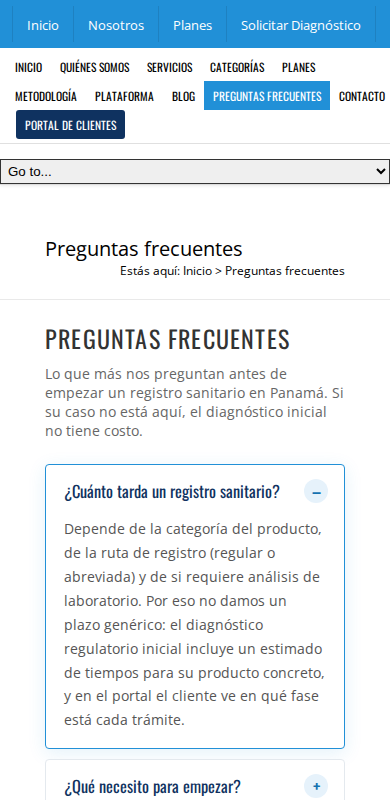 Inicio Nosotros Planes Solicitar Diagnóstico
INICIO QUIÉNES SOMOS SERVICIOS CATEGORÍAS PLANES
METODOLOGÍA PLATAFORMA BLOG PREGUNTAS FRECUENTES CONTACTO
PORTAL DE CLIENTES
Go to...
Preguntas frecuentes
Estás aquí: Inicio > Preguntas frecuentes
PREGUNTAS FRECUENTES
Lo que más nos preguntan antes de
empezar un registro sanitario en Panamá. Si
su caso no está aquí, el diagnóstico inicial
no tiene costo.
¿Cuánto tarda un registro sanitario? –
Depende de la categoría del producto,
de la ruta de registro (regular o
abreviada) y de si requiere análisis de
laboratorio. Por eso no damos un
plazo genérico: el diagnóstico
regulatorio inicial incluye un estimado
de tiempos para su producto concreto,
y en el portal el cliente ve en qué fase
está cada trámite.
¿Qué necesito para empezar? +